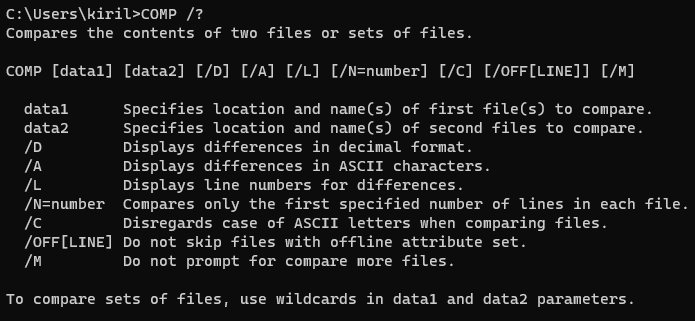 C:\Users\kiril>COMP /?
Compares the contents of two files or sets of files.

COMP [data1] [data2] [/D] [/A] [/L] [/N=number] [/C] [/OFF[LINE]] [/M]

  data1      Specifies location and name(s) of first file(s) to compare.
  data2      Specifies location and name(s) of second files to compare.
  /D         Displays differences in decimal format.
  /A         Displays differences in ASCII characters.
  /L         Displays line numbers for differences.
  /N=number  Compares only the first specified number of lines in each file.
  /C         Disregards case of ASCII letters when comparing files.
  /OFF[LINE] Do not skip files with offline attribute set.
  /M         Do not prompt for compare more files.

To compare sets of files, use wildcards in data1 and data2 parameters.